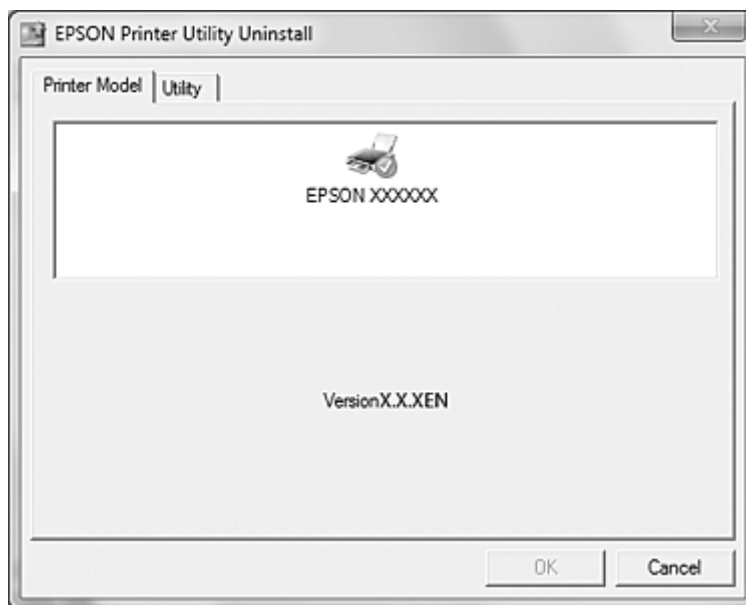 EPSON Printer Utility Uninstall
Printer Model
Utility
EPSON XXXXXX
VersionX.X.XEN
OK
Cancel